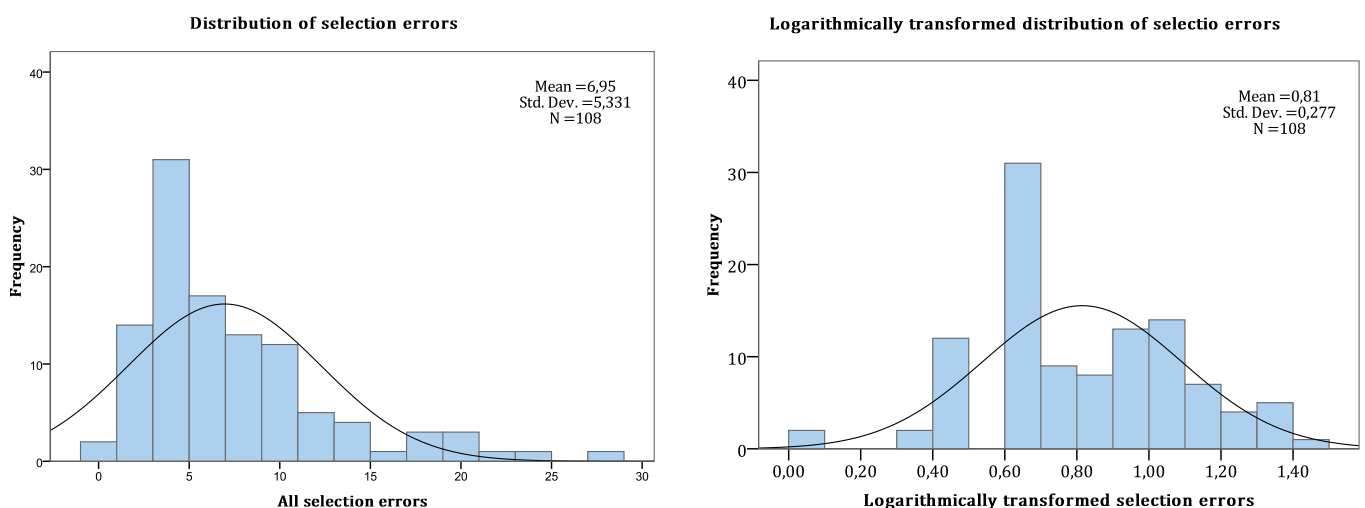 Distribution of selection errors
Mean =6,95
Std. Dev. =5,331
N =108
Frequency
40
30
20
10
0
0 5 10 15 20 25 30
All selection errors
Logarithmically transformed distribution of selectio errors
Mean =0,81
Std. Dev. =0,277
N =108
Frequency
40
30
20
10
0
0,00 0,20 0,40 0,60 0,80 1,00 1,20 1,40
Logarithmically transformed selection errors